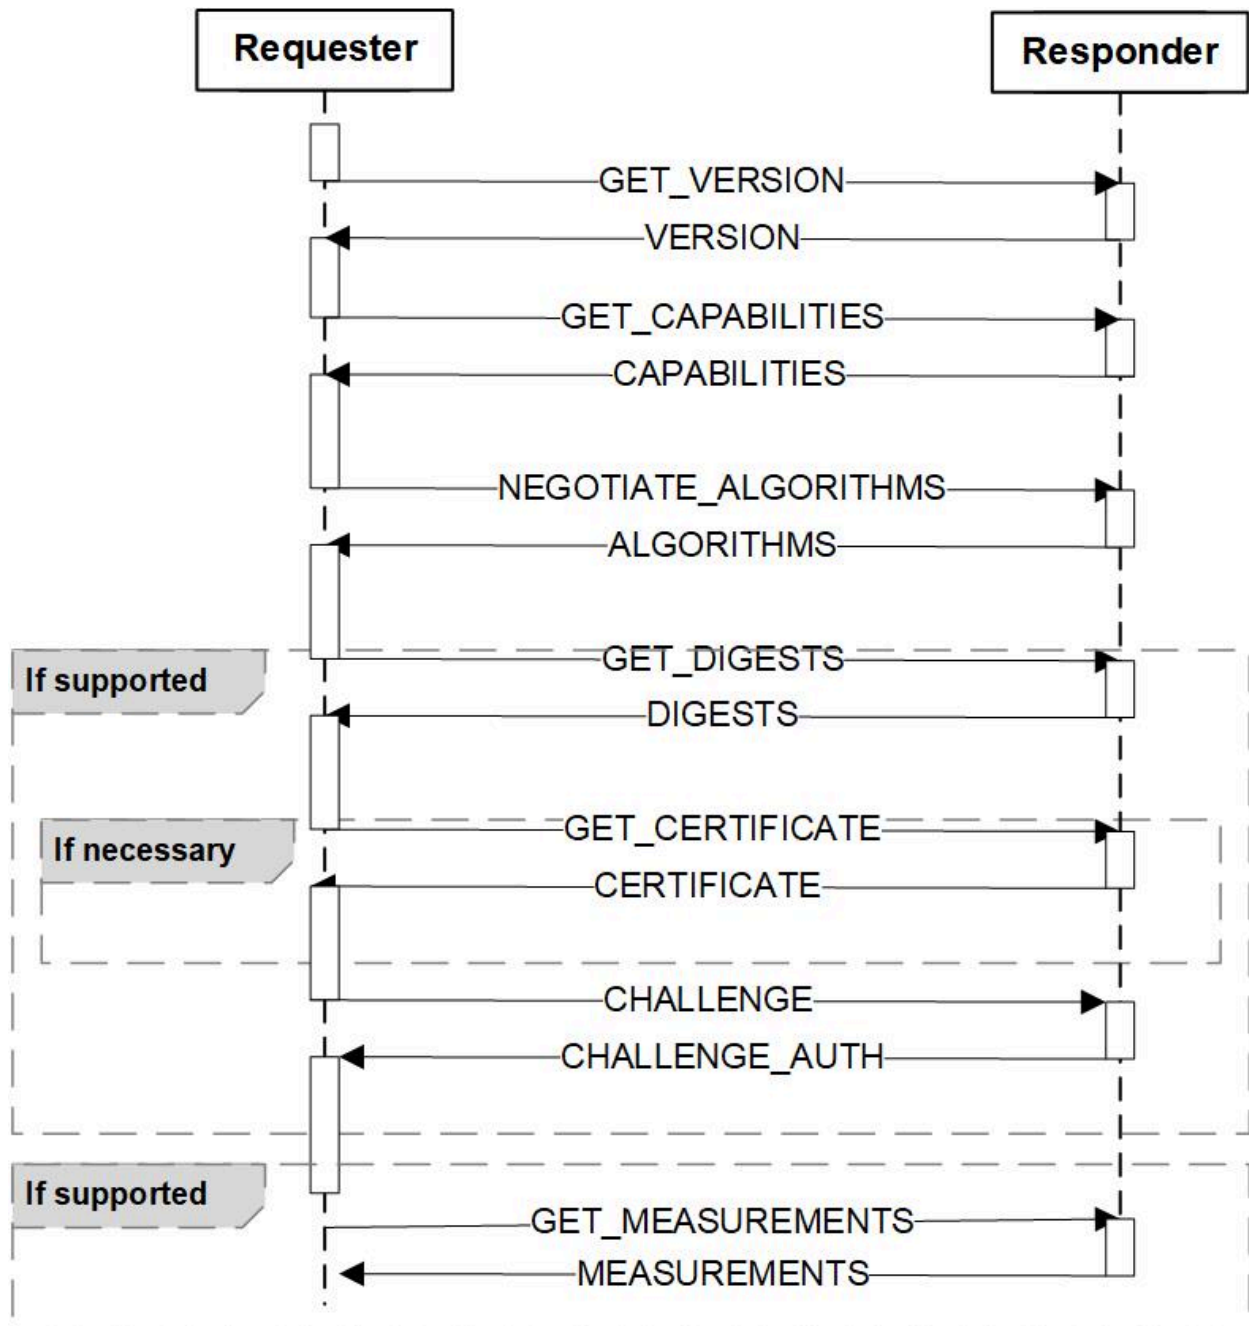 Requester
Responder
GET_VERSION
VERSION
GET_CAPABILITIES
CAPABILITIES
NEGOTIATE_ALGORITHMS
ALGORITHMS
If supported
GET_DIGESTS
DIGESTS
If necessary
GET_CERTIFICATE
CERTIFICATE
CHALLENGE
CHALLENGE_AUTH
If supported
GET_MEASUREMENTS
MEASUREMENTS